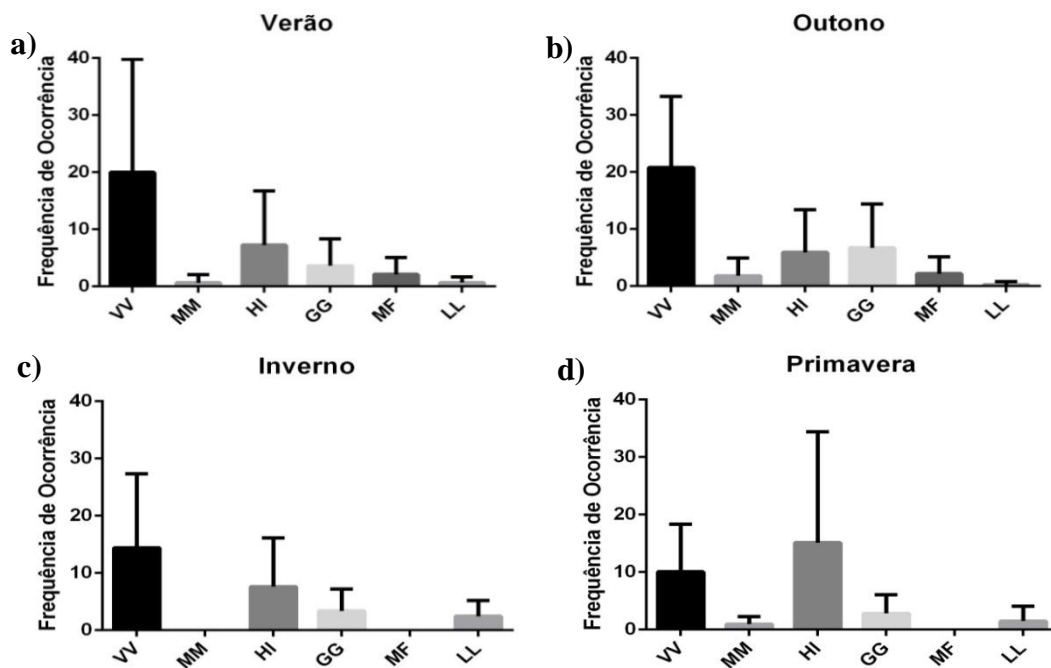 a)
Verão
Frequência de Ocorrência
40
30
20
10
0
VV
MM
HI
GG
MF
LL
b)
Outono
Frequência de Ocorrência
40
30
20
10
0
VV
MM
HI
GG
MF
LL
c)
Inverno
Frequência de Ocorrência
40
30
20
10
0
VV
MM
HI
GG
MF
LL
d)
Primavera
Frequência de Ocorrência
40
30
20
10
0
VV
MM
HI
GG
MF
LL